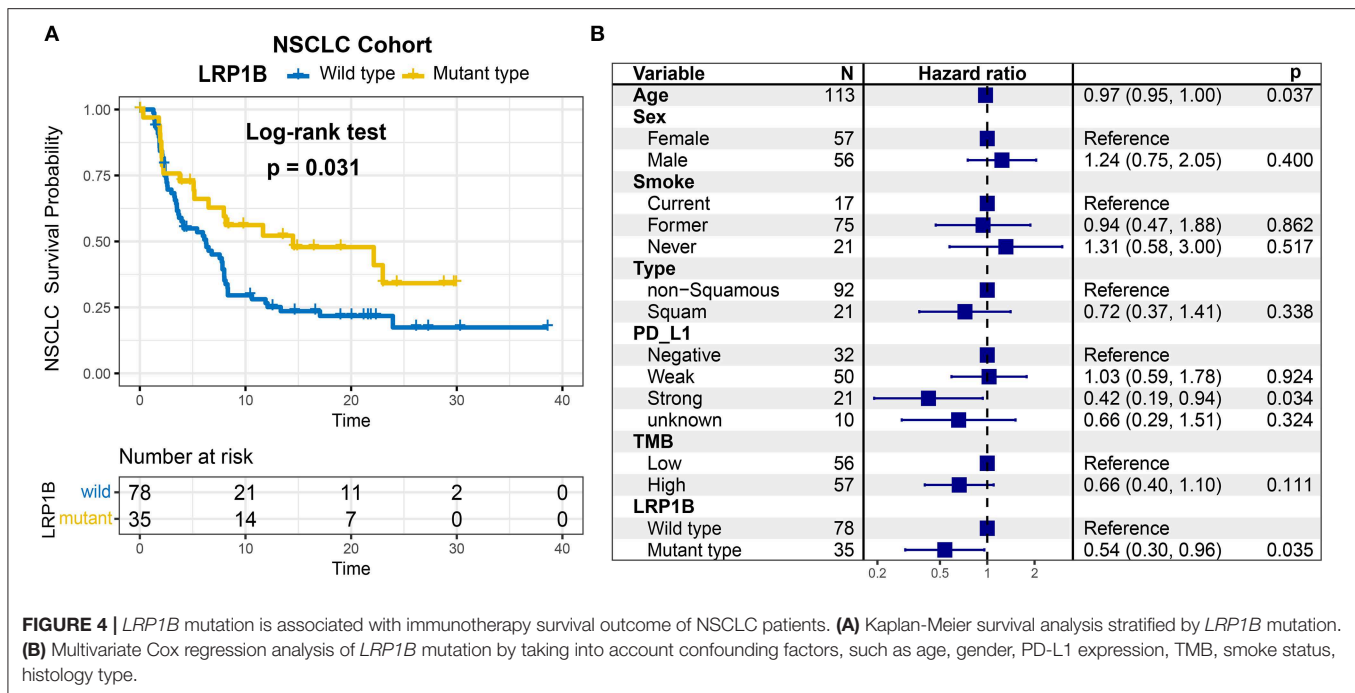 A
NSCLC Cohort
LRP1B Wild type Mutant type
Log-rank test
p = 0.031
NSCLC Survival Probability
1.00
0.75
0.50
0.25
0.00
0 10 20 30 40
Time
Number at risk
LRP1B
wild 78 21 11 2 0
mutant 35 14 7 0 0
0 10 20 30 40
Time
B
Variable N Hazard ratio p
Age 113 0.97 (0.95, 1.00) 0.037
Sex
Female 57 Reference
Male 56 1.24 (0.75, 2.05) 0.400
Smoke
Current 17 Reference
Former 75 0.94 (0.47, 1.88) 0.862
Never 21 1.31 (0.58, 3.00) 0.517
Type
non−Squamous 92 Reference
Squam 21 0.72 (0.37, 1.41) 0.338
PD_L1
Negative 32 Reference
Weak 50 1.03 (0.59, 1.78) 0.924
Strong 21 0.42 (0.19, 0.94) 0.034
unknown 10 0.66 (0.29, 1.51) 0.324
TMB
Low 56 Reference
High 57 0.66 (0.40, 1.10) 0.111
LRP1B
Wild type 78 Reference
Mutant type 35 0.54 (0.30, 0.96) 0.035
0.2 0.5 1 2
FIGURE 4 | LRP1B mutation is associated with immunotherapy survival outcome of NSCLC patients. (A) Kaplan-Meier survival analysis stratified by LRP1B mutation.
(B) Multivariate Cox regression analysis of LRP1B mutation by taking into account confounding factors, such as age, gender, PD-L1 expression, TMB, smoke status,
histology type.